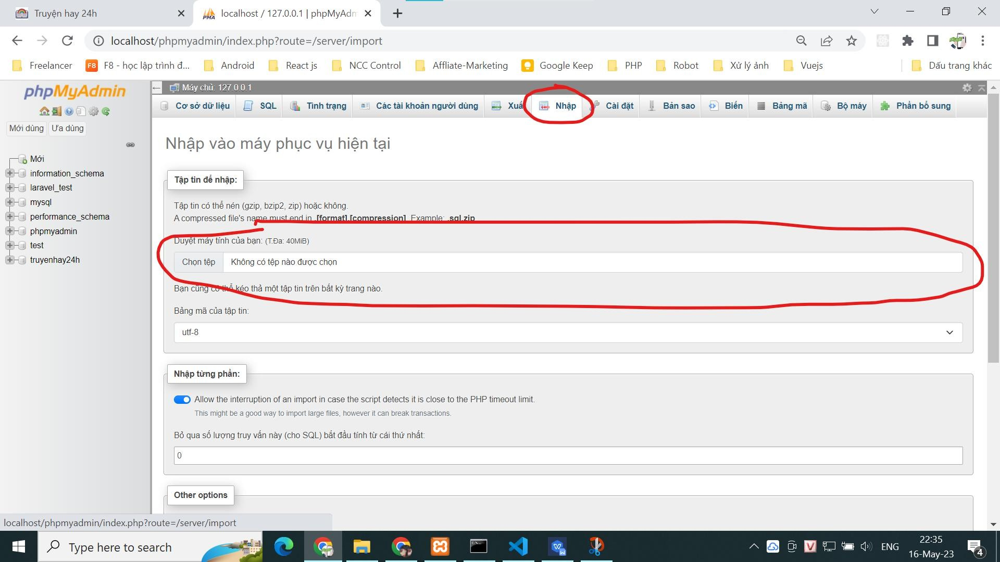 Truyện hay 24h
localhost / 127.0.0.1 | phpMyAdm
localhost/phpmyadmin/index.php?route=/server/import
Freelancer
F8 - học lập trình đ...
Android
React js
NCC Control
Affliate-Marketing
Google Keep
PHP
Robot
Xử lý ảnh
Vuejs
Dấu trang khác
phpMyAdmin
Mới dùng Ưa dùng
Mới
information_schema
laravel_test
mysql
performance_schema
phpmyadmin
test
truyenhay24h
Máy chủ: 127.0.0.1
Cơ sở dữ liệu
SQL
Tình trạng
Các tài khoản người dùng
Xuấ
Nhập
Cài đặt
Bản sao
Biến
Bảng mã
Bộ máy
Phần bổ sung
Nhập vào máy phục vụ hiện tại
Tập tin để nhập:
Tập tin có thể nén (gzip, bzip2, zip) hoặc không.
A compressed file's name must end in .[format].[compression]. Example: .sql.zip
Duyệt máy tính của bạn: (T.Đa: 40MiB)
Chọn tệp Không có tệp nào được chọn
Bạn cũng có thể kéo thả một tập tin trên bất kỳ trang nào.
Bảng mã của tập tin:
utf-8
Nhập từng phần:
Allow the interruption of an import in case the script detects it is close to the PHP timeout limit.
This might be a good way to import large files, however it can break transactions.
Bỏ qua số lượng truy vấn này (cho SQL) bắt đầu tính từ cái thứ nhất:
0
Other options
localhost/phpmyadmin/index.php?route=/server/import
Type here to search
ENG
22:35
16-May-23
4